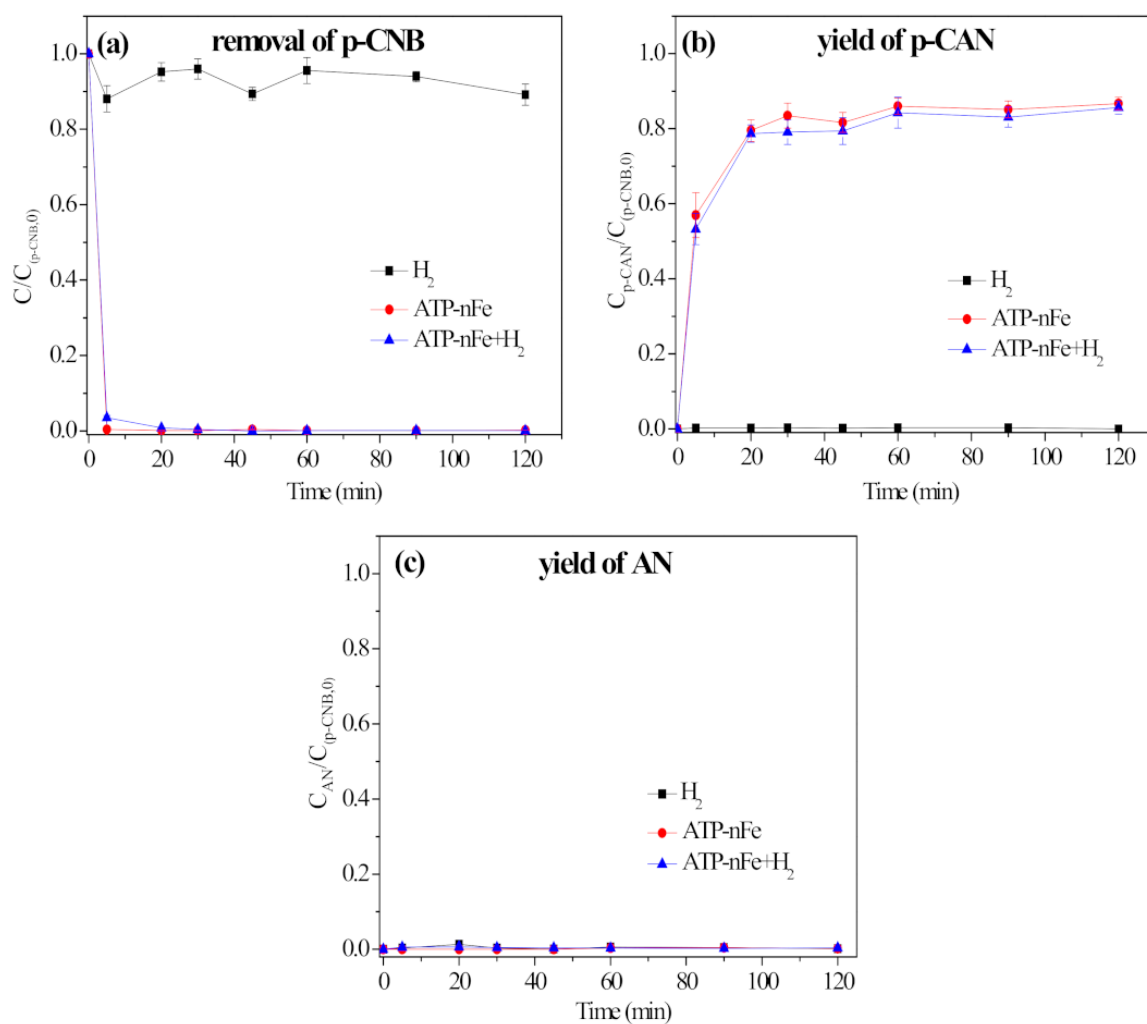 (a) removal of p-CNB
1.0
0.8
0.6
0.4
0.2
0.0
C/C(p-CNB,0)
H2
ATP-nFe
ATP-nFe+H2
0 20 40 60 80 100 120
Time (min)
(b) yield of p-CAN
1.0
0.8
0.6
0.4
0.2
0.0
Cp-CAN/C(p-CNB,0)
H2
ATP-nFe
ATP-nFe+H2
0 20 40 60 80 100 120
Time (min)
(c) yield of AN
1.0
0.8
0.6
0.4
0.2
0.0
CAN/C(p-CNB,0)
H2
ATP-nFe
ATP-nFe+H2
0 20 40 60 80 100 120
Time (min)